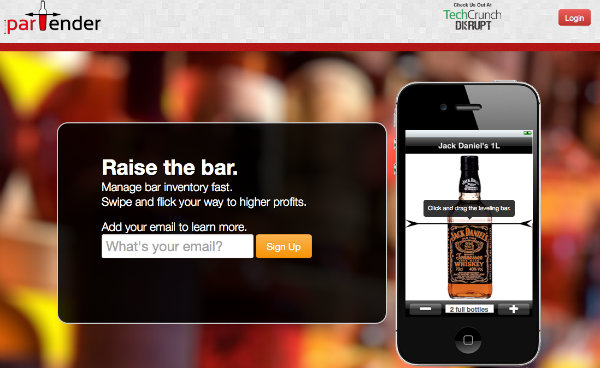 parTender
Check Us Out At
TechCrunch
DISRUPT
Login
Jack Daniel's 1L
Raise the bar.
Manage bar inventory fast.
Swipe and flick your way to higher profits.
Add your email to learn more.
What's your email?
Sign Up
Click and drag the leveling bar.
JACK DANIEL'S
Tennessee
WHISKEY
2 full bottles